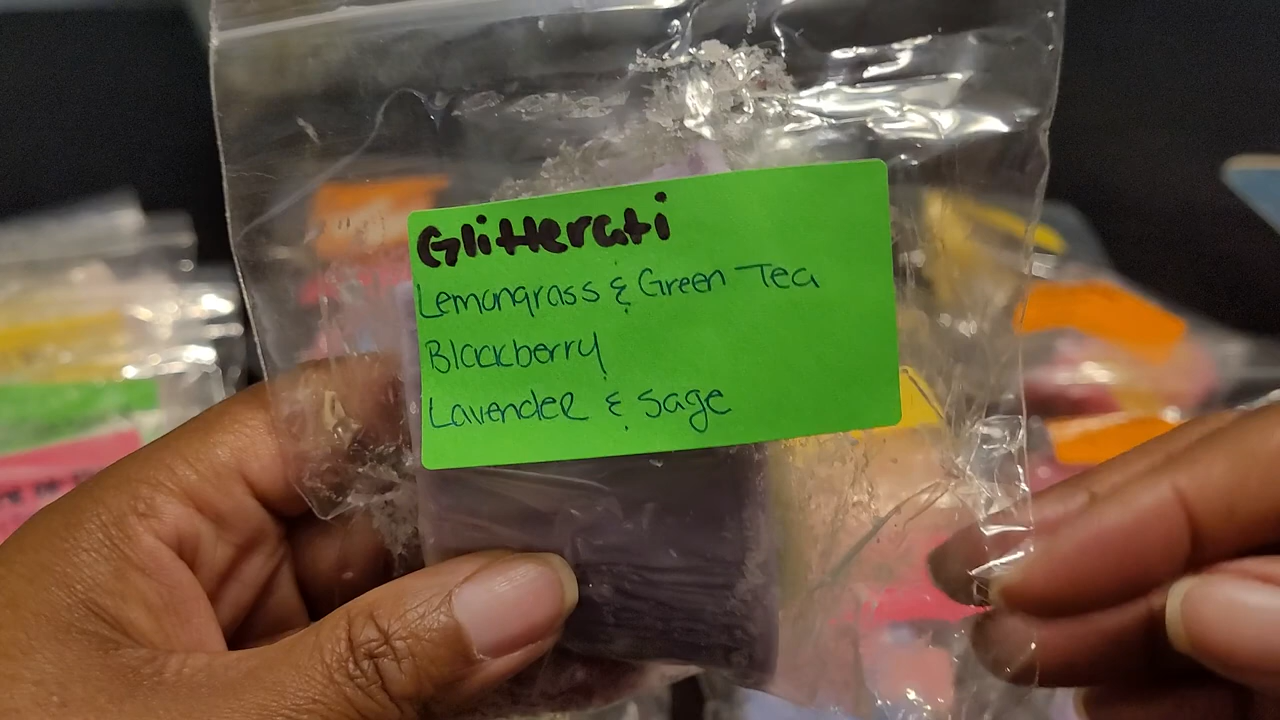 Glitterati
Lemongrass & Green Tea
Blackberry
Lavender & Sage